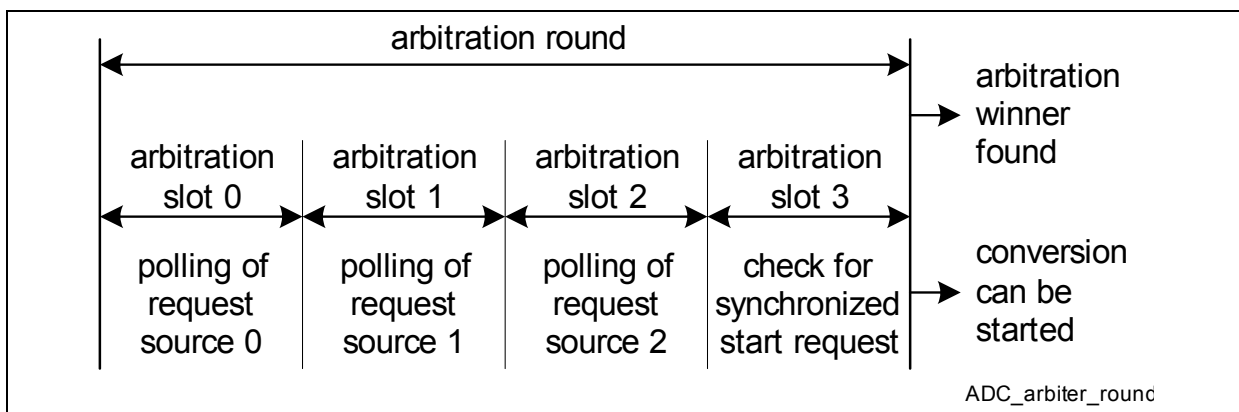 arbitration round
arbitration
winner
found
arbitration
slot 0
arbitration
slot 1
arbitration
slot 2
arbitration
slot 3
polling of
request
source 0
polling of
request
source 1
polling of
request
source 2
check for
synchronized
start request
conversion
can be
started
ADC_arbiter_round